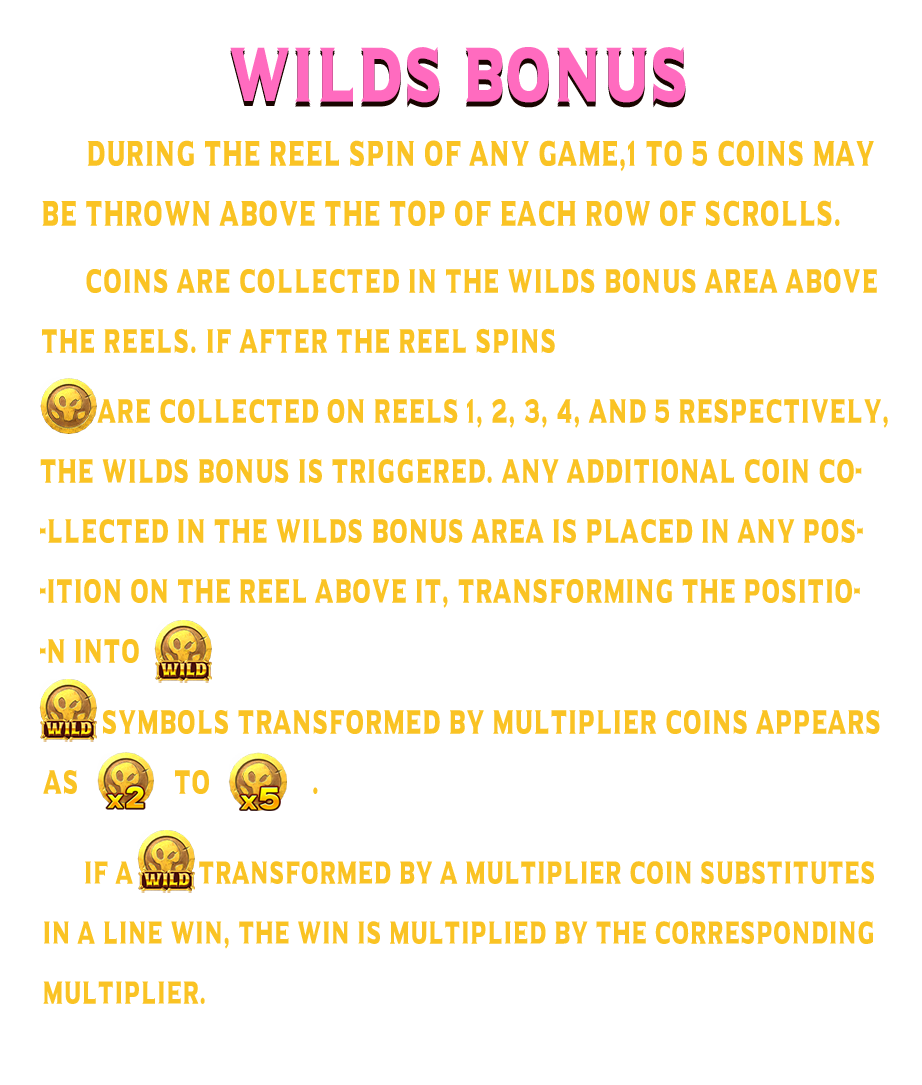 WILDS BONUS
DURING THE REEL SPIN OF ANY GAME,1 TO 5 COINS MAY
BE THROWN ABOVE THE TOP OF EACH ROW OF SCROLLS.
COINS ARE COLLECTED IN THE WILDS BONUS AREA ABOVE
THE REELS. IF AFTER THE REEL SPINS
ARE COLLECTED ON REELS 1, 2, 3, 4, AND 5 RESPECTIVELY,
THE WILDS BONUS IS TRIGGERED. ANY ADDITIONAL COIN CO-
-LLECTED IN THE WILDS BONUS AREA IS PLACED IN ANY POS-
-ITION ON THE REEL ABOVE IT, TRANSFORMING THE POSITIO-
-N INTO WILD
WILD SYMBOLS TRANSFORMED BY MULTIPLIER COINS APPEARS
AS x2 TO x5 .
IF A WILD TRANSFORMED BY A MULTIPLIER COIN SUBSTITUTES
IN A LINE WIN, THE WIN IS MULTIPLIED BY THE CORRESPONDING
MULTIPLIER.